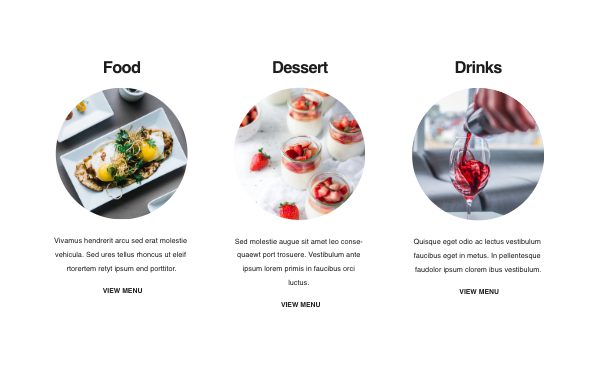 Food
Vivamus hendrerit arcu sed erat molestie
vehicula. Sed ures tellus rhoncus ut eleif
rtorertem retyt ipsum end porttitor.
VIEW MENU
Dessert
Sed molestie augue sit amet leo conse-
quaewt port trosuere. Vestibulum ante
ipsum lorem primis in faucibus orci
luctus.
VIEW MENU
Drinks
Quisque eget odio ac lectus vestibulum
faucibus eget in metus. In pellentesque
faudolor ipsum clorem ibus vestibulum.
VIEW MENU